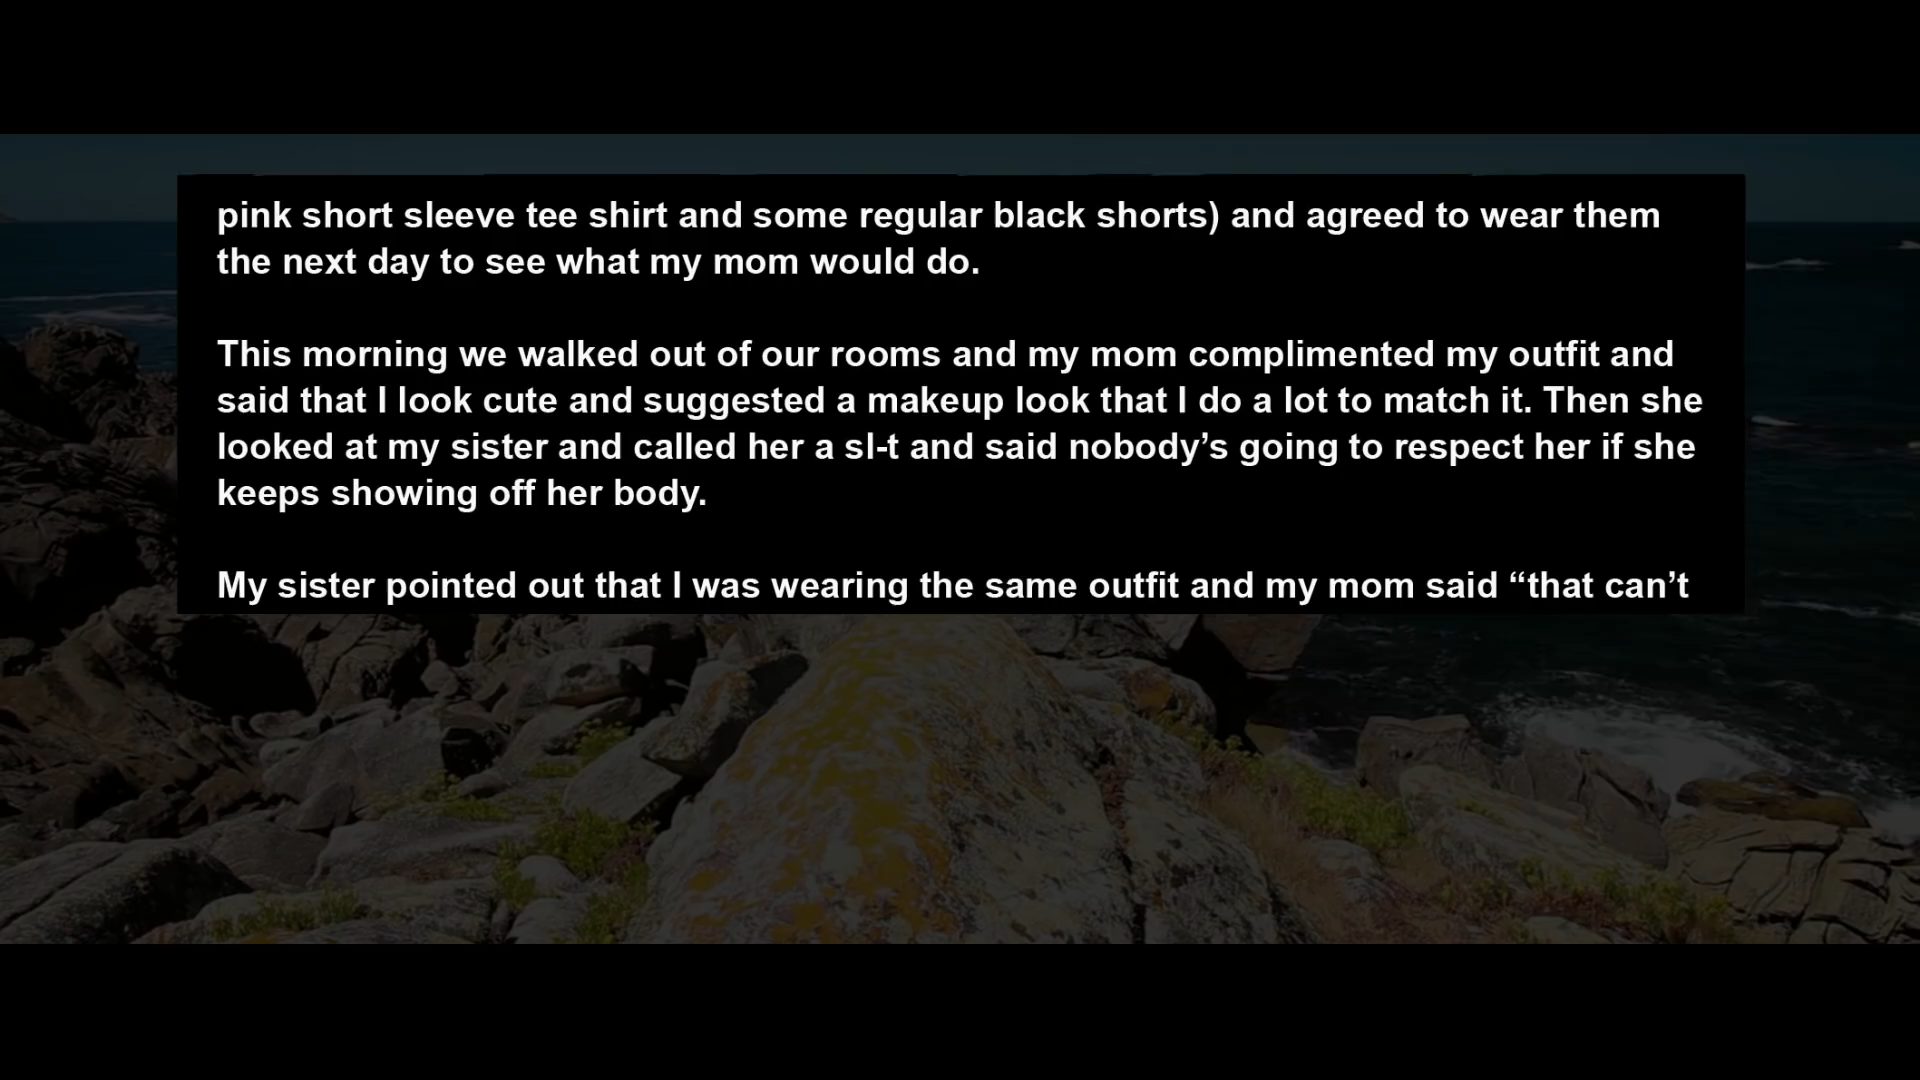 pink short sleeve tee shirt and some regular black shorts) and agreed to wear them
the next day to see what my mom would do.
This morning we walked out of our rooms and my mom complimented my outfit and
said that I look cute and suggested a makeup look that I do a lot to match it. Then she
looked at my sister and called her a sl-t and said nobody’s going to respect her if she
keeps showing off her body.
My sister pointed out that I was wearing the same outfit and my mom said “that can’t